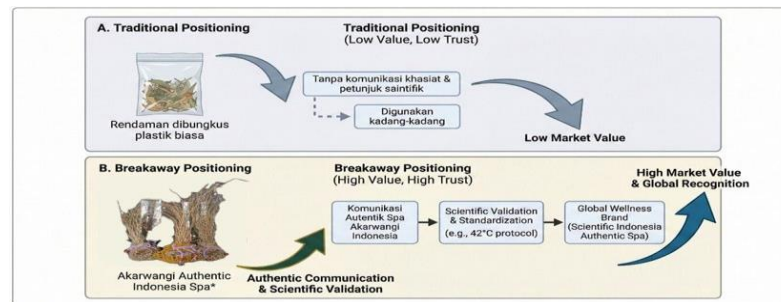 A. Traditional Positioning
Traditional Positioning
(Low Value, Low Trust)
Rendaman dibungkus
plastik biasa
Tanpa komunikasi khasiat &
petunjuk saintifik
Digunakan
kadang-kadang
Low Market Value
B. Breakaway Positioning
Breakaway Positioning
(High Value, High Trust)
High Market Value
& Global Recognition
Akarwangi Authentic
Indonesia Spa*
Authentic Communication
& Scientific Validation
Komunikasi
Autentik Spa
Akarwangi
Indonesia
Scientific Validation
& Standardization
(e.g., 42°C protocol)
Global Wellness
Brand
(Scientific Indonesia
Authentic Spa)